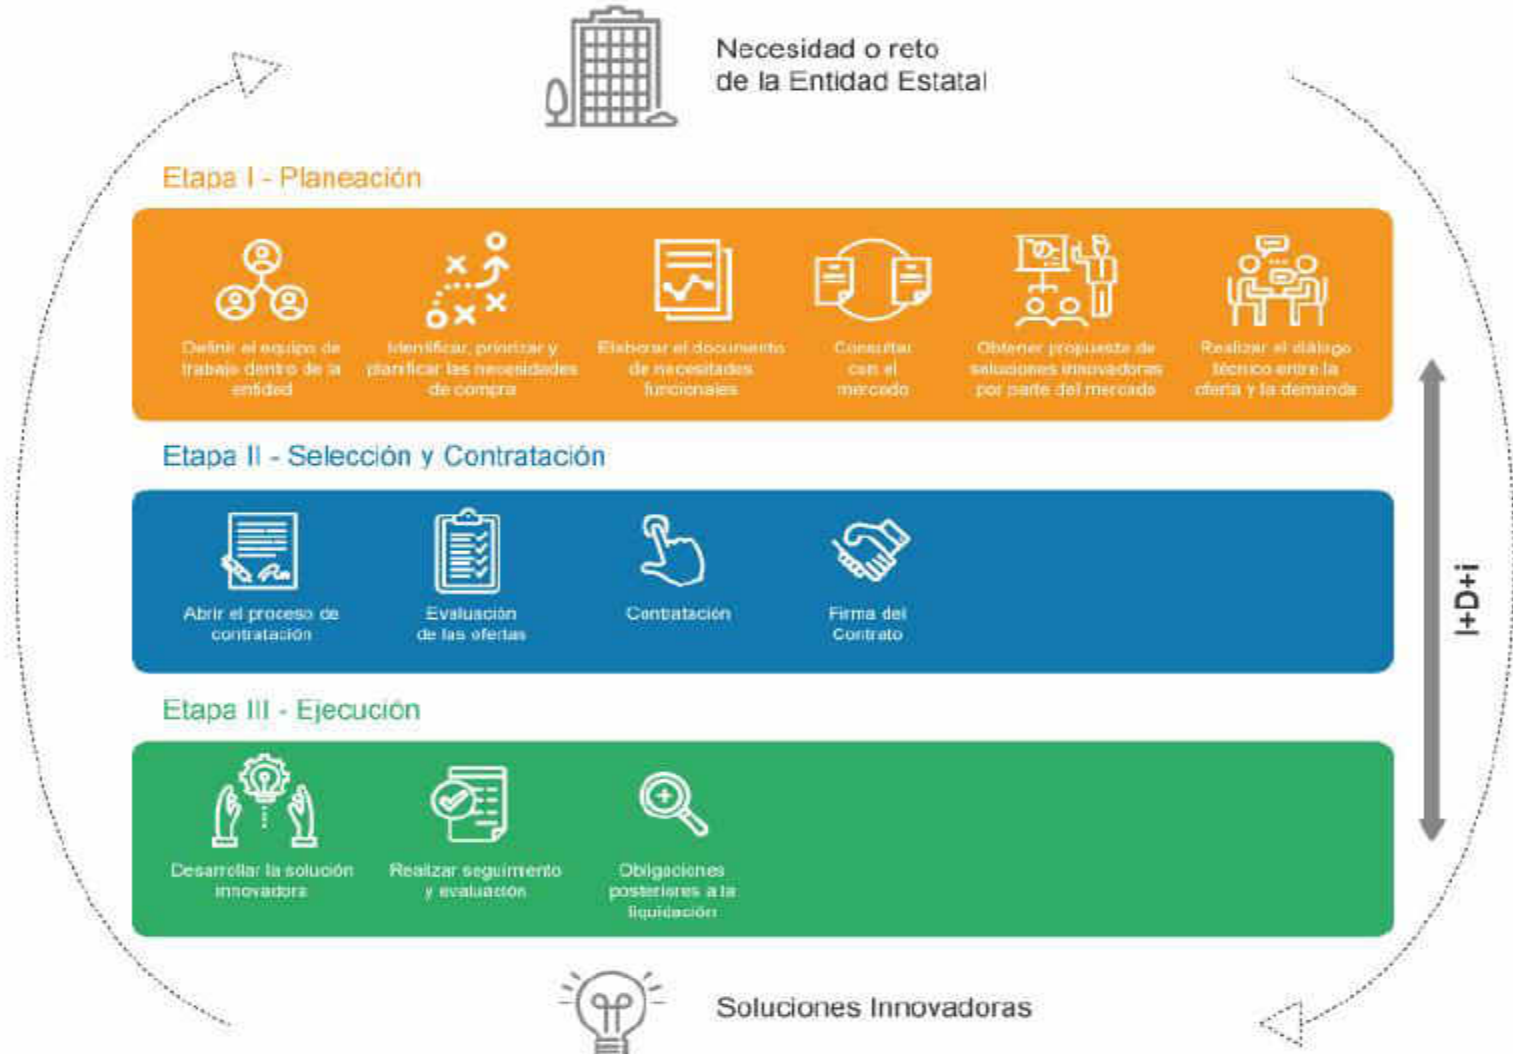 Necesidad o reto
de la Entidad Estatal
Etapa I - Planeación
Definir el equipo de
trabajo dentro de la
entidad
Identificar, priorizar y
planificar las necesidades
de compra
Elaborar el documento
de necesidades
funcionales
Consultar
con el
mercado
Obtener propuesta de
soluciones innovadoras
por parte del mercado
Realizar el diálogo
técnico entre la
oferta y la demanda
Etapa II - Selección y Contratación
Abrir el proceso de
contratación
Evaluación
de las ofertas
Contratación
Firma del
Contrato
I+D+i
Etapa III - Ejecución
Desarrollar la solución
innovadora
Realizar seguimiento
y evaluación
Obligaciones
posteriores a la
liquidación
Soluciones Innovadoras